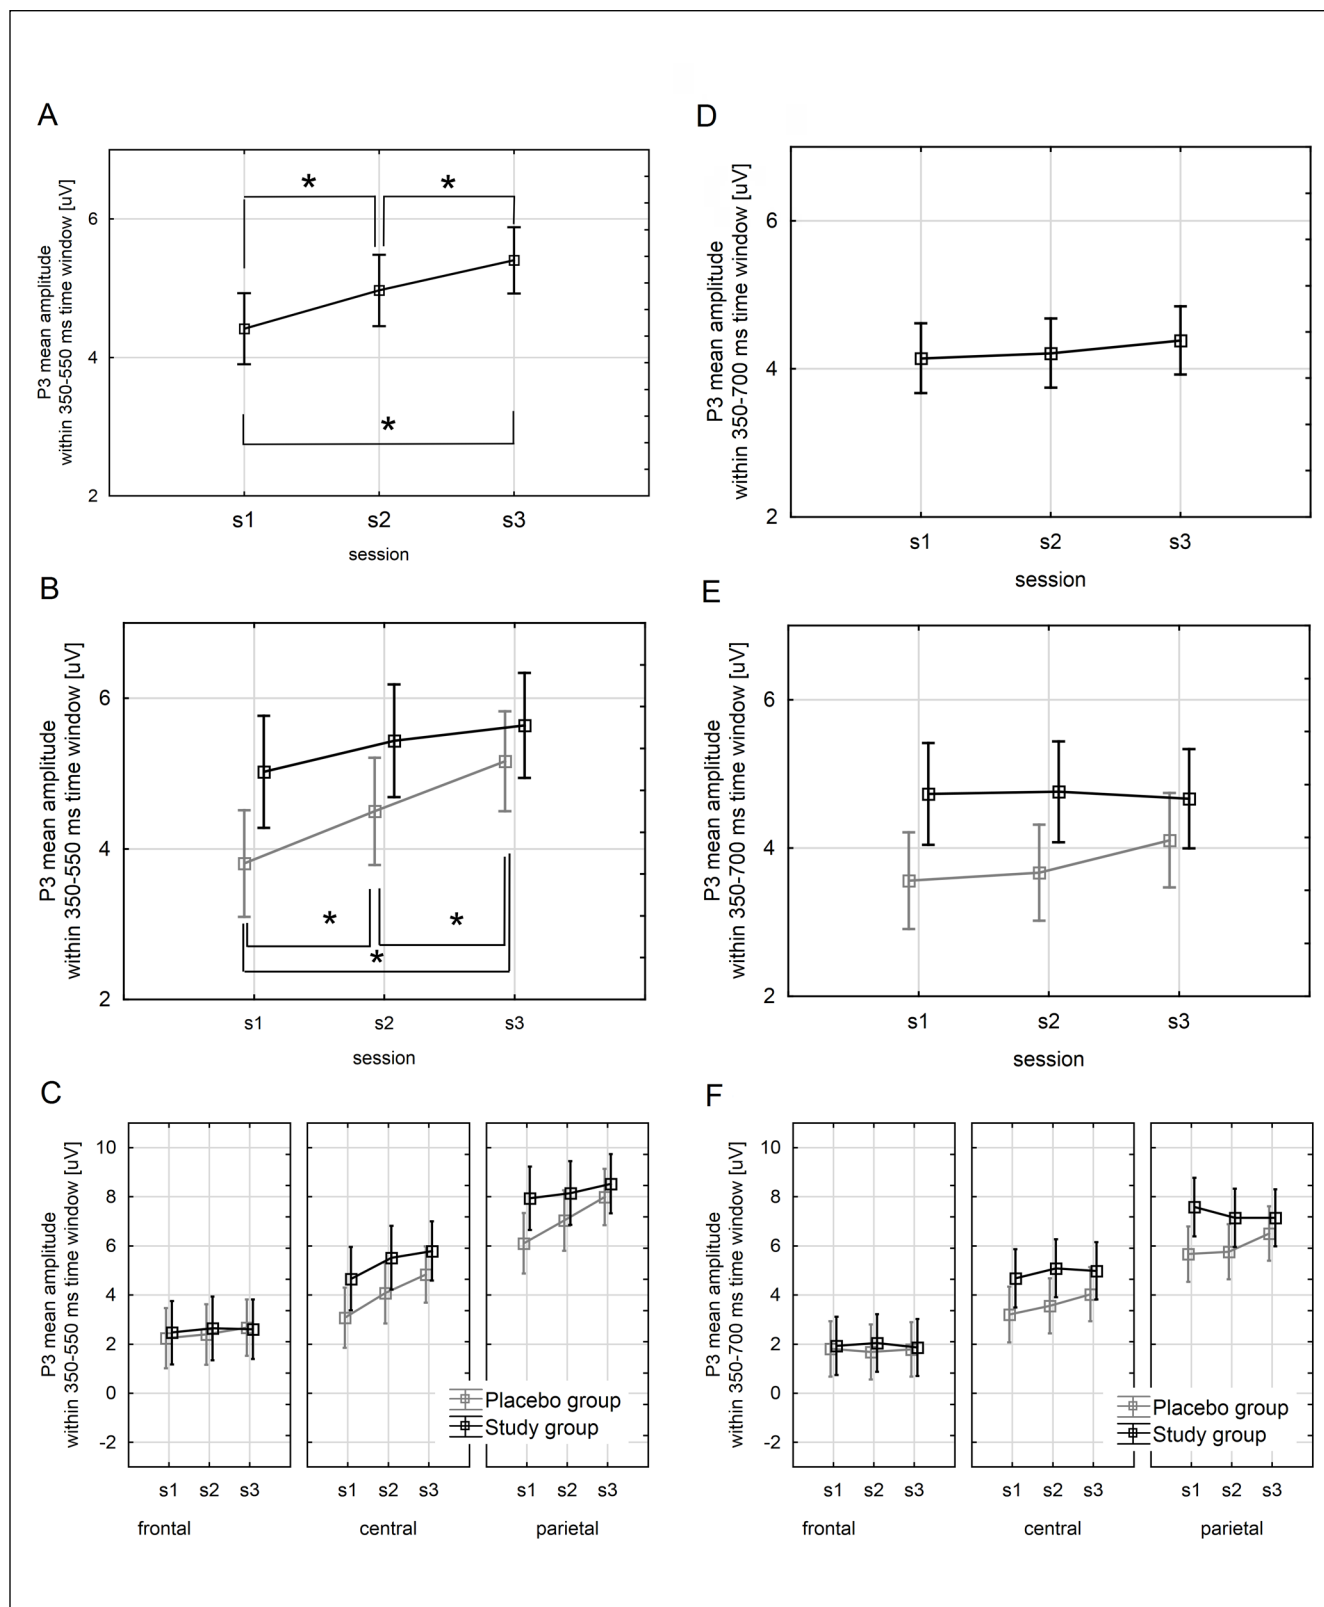 A
P3 mean amplitude
within 350-550 ms time window [uV]
6
4
2
* *
*
s1 s2 s3
session
D
P3 mean amplitude
within 350-700 ms time window [uV]
6
4
2
s1 s2 s3
session
B
P3 mean amplitude
within 350-550 ms time window [uV]
6
4
2
* *
*
s1 s2 s3
session
E
P3 mean amplitude
within 350-700 ms time window [uV]
6
4
2
s1 s2 s3
session
C
P3 mean amplitude
within 350-550 ms time window [uV]
10
8
6
4
2
0
-2
Placebo group
Study group
s1 s2 s3 s1 s2 s3 s1 s2 s3
frontal central parietal
F
P3 mean amplitude
within 350-700 ms time window [uV]
10
8
6
4
2
0
-2
Placebo group
Study group
s1 s2 s3 s1 s2 s3 s1 s2 s3
frontal central parietal